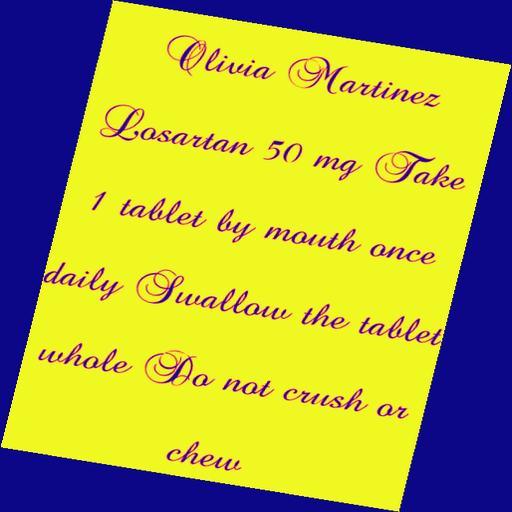 Olivia Martinez
Losartan 50 mg Take
1 tablet by mouth once
daily Swallow the tablet
whole Do not crush or
chew